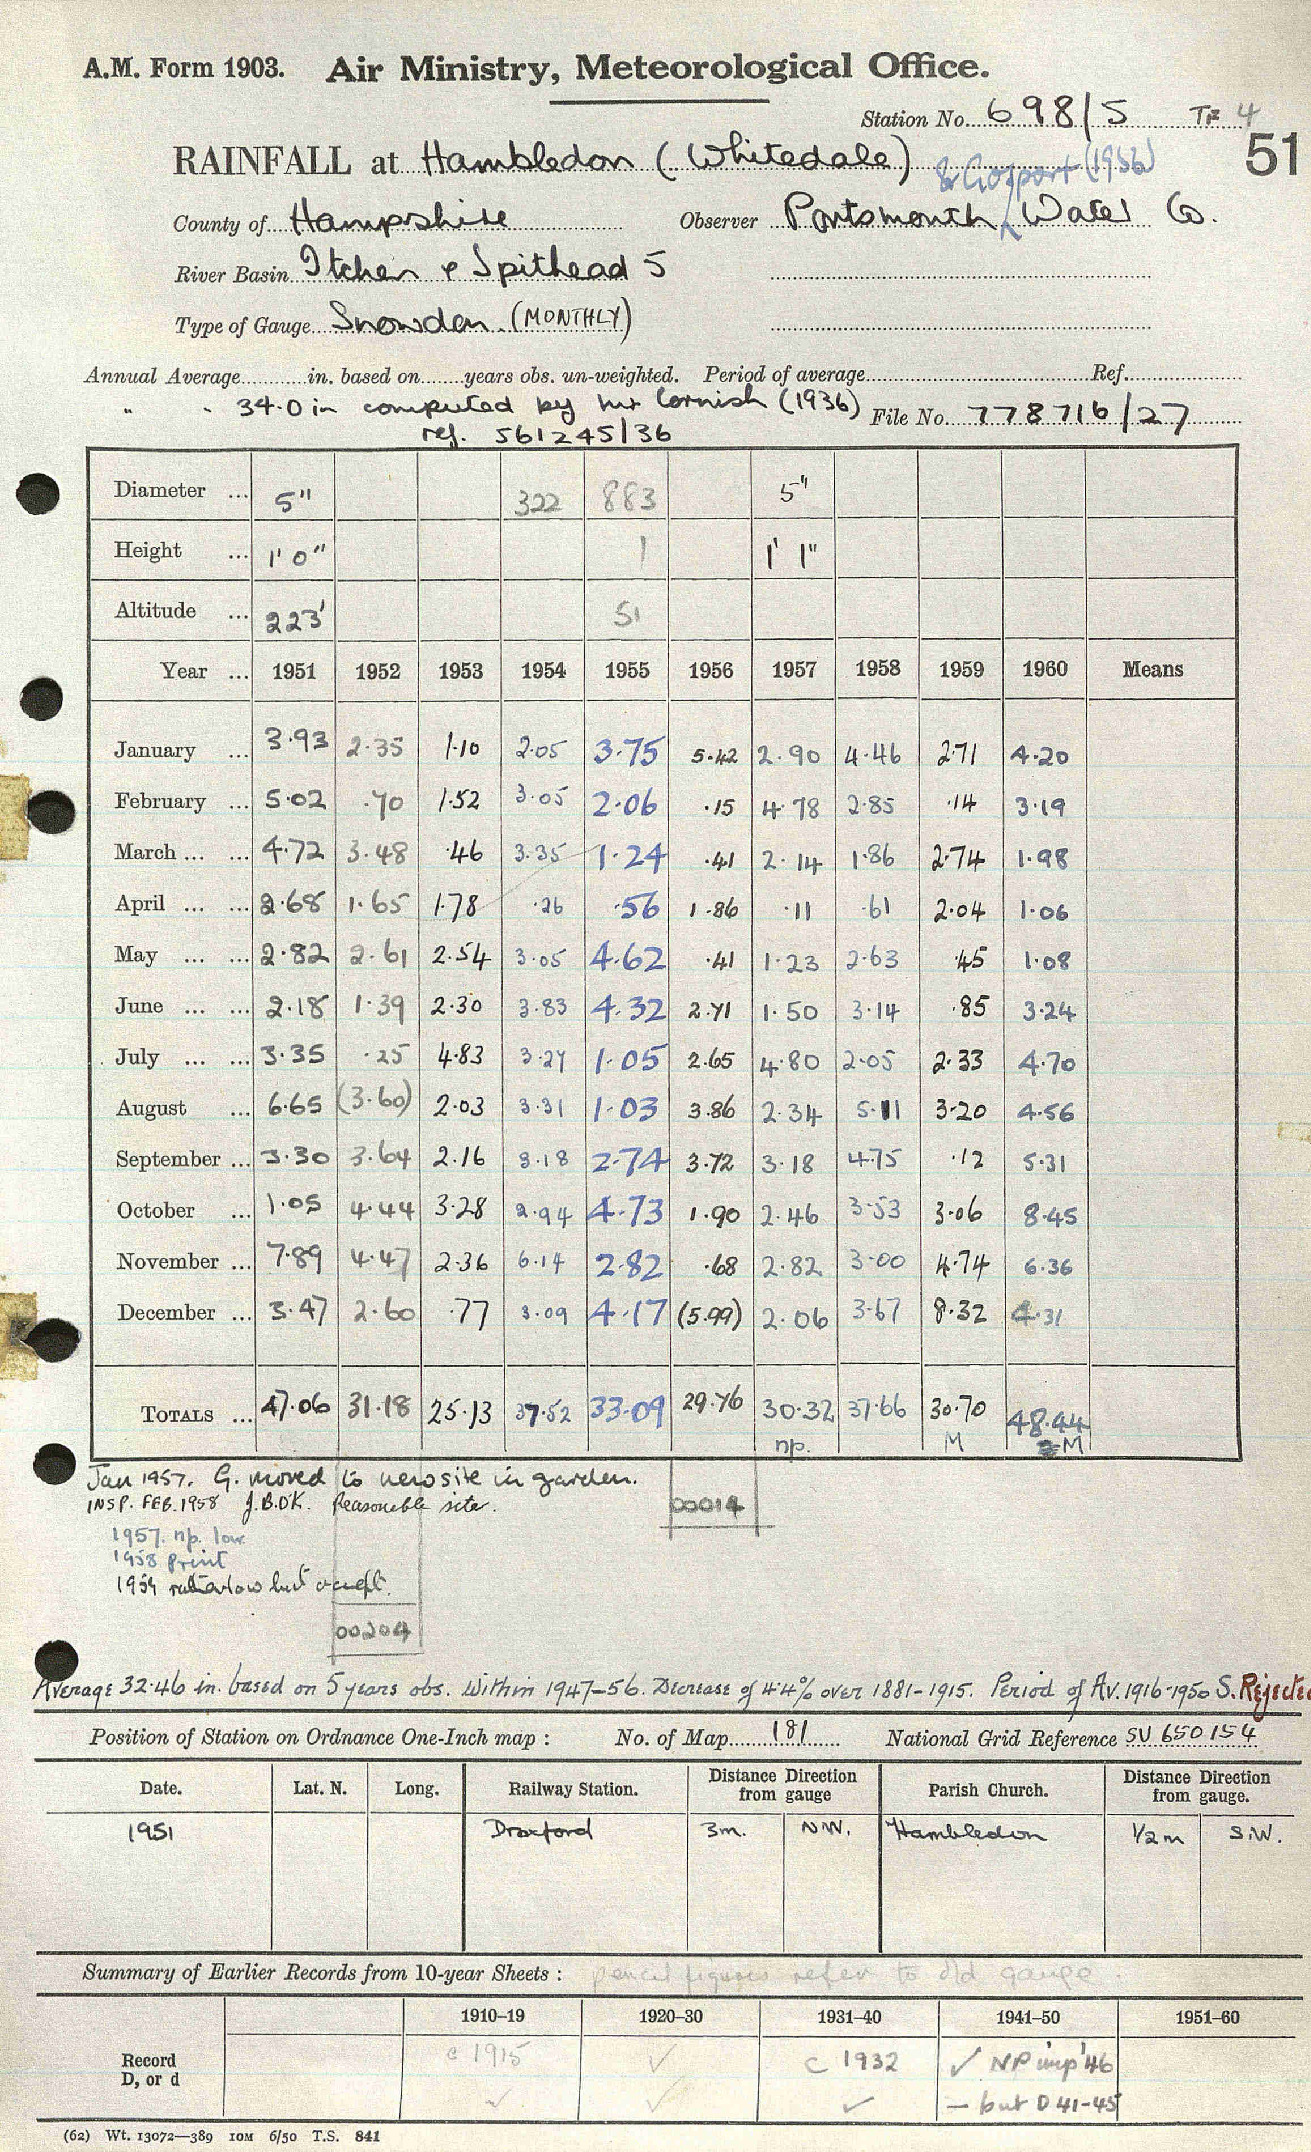 A.M. Form 1903. Air Ministry, Meteorological Office.
Station No. 698/5 TF 4
51
RAINFALL at Hambledon (Whitedale)
& Gosport (1956)
County of Hampshire Observer Portsmouth Water Co.
River Basin Itchen & Spithead 5
Type of Gauge Snowdon (MONTHLY)
Annual Average in. based on years obs. un-weighted. Period of average Ref.
" " 34.0 in computed by Mr Cornish (1936) File No. 778716/27
ref. 561245/36
Diameter ... 5" 322 883 5"
Height ... 1' 0" 1 1' 1"
Altitude ... 223' 51
Year ... 1951 1952 1953 1954 1955 1956 1957 1958 1959 1960 Means
January ... 3.93 2.35 1.10 2.05 3.75 5.42 2.90 4.46 2.71 4.20
February ... 5.02 .70 1.52 3.05 2.06 .15 4.78 2.85 .14 3.19
March ... ... 4.72 3.48 .46 3.35 1.24 .41 2.14 1.86 2.74 1.98
April ... ... 2.68 1.65 1.78 .26 .56 1.86 .11 .61 2.04 1.06
May ... ... 2.82 2.61 2.54 3.05 4.62 .41 1.23 2.63 .45 1.08
June ... ... 2.18 1.39 2.30 3.83 4.32 2.71 1.50 3.14 .85 3.24
July ... ... 3.35 .25 4.83 3.27 1.05 2.65 4.80 2.05 2.33 4.70
August ... 6.65 (3.60) 2.03 3.31 1.03 3.86 2.34 5.11 3.20 4.56
September ... 3.30 3.64 2.16 3.18 2.74 3.72 3.18 4.75 .12 5.31
October ... 1.05 4.44 3.28 2.94 4.73 1.90 2.46 3.53 3.06 8.45
November ... 7.89 4.47 2.36 6.14 2.82 .68 2.82 3.00 4.74 6.36
December ... 3.47 2.60 .77 3.09 4.17 (5.99) 2.06 3.67 8.32 4.31
TOTALS ... 47.06 31.18 25.13 37.52 33.09 29.76 30.32 37.66 30.70 48.44
np. M M
Jan 1957. G. moved to new site in garden.
INSP. FEB. 1958 J.B.DK. Reasonable site.
00014
1957. np. low
1958 print
1959 rather low but accept.
00204
Average 32.46 in. based on 5 years obs. within 1947-56. Decrease of 4.4% over 1881-1915. Period of Av. 1916-1950 S. Rejected
Position of Station on Ordnance One-Inch map : No. of Map 181 National Grid Reference SU 650 154
Date. Lat. N. Long. Railway Station. Distance Direction from gauge Parish Church. Distance Direction from gauge.
1951 Droxford 3m. NW. Hambledon 1/2 m S.W.
Summary of Earlier Records from 10-year Sheets : pencil figures refer to old gauge.
1910–19 1920–30 1931–40 1941–50 1951–60
Record c 1915 ✓ c 1932 ✓ NP imp '46
D, or d ✓ ✓ ✓ – but D 41-45
(62) Wt. 13072—389 10M 6/50 T.S. 841